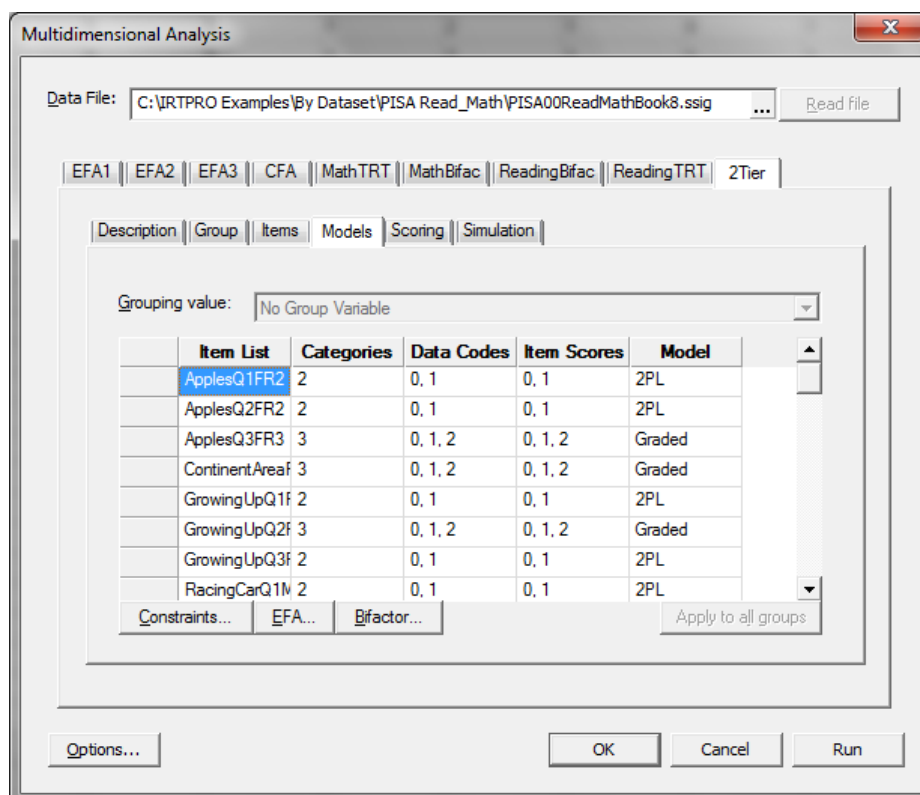 Multidimensional Analysis
Data File: C:\IRTPRO Examples\By Dataset\PISA Read_Math\PISA00ReadMathBook8.ssig ... Read file
EFA1 EFA2 EFA3 CFA MathTRT MathBifac ReadingBifac ReadingTRT 2Tier
Description Group Items Models Scoring Simulation
Grouping value: No Group Variable
Item List Categories Data Codes Item Scores Model
ApplesQ1FR2 2 0, 1 0, 1 2PL
ApplesQ2FR2 2 0, 1 0, 1 2PL
ApplesQ3FR3 3 0, 1, 2 0, 1, 2 Graded
ContinentAreaF 3 0, 1, 2 0, 1, 2 Graded
GrowingUpQ1F 2 0, 1 0, 1 2PL
GrowingUpQ2F 3 0, 1, 2 0, 1, 2 Graded
GrowingUpQ3F 2 0, 1 0, 1 2PL
RacingCarQ1M 2 0, 1 0, 1 2PL
Constraints... EFA... Bifactor... Apply to all groups
Options... OK Cancel Run